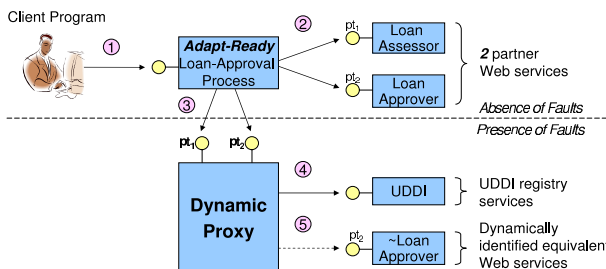 Client Program
1
Adapt-Ready
Loan-Approval
Process
2
pt1
Loan
Assessor
pt2
Loan
Approver
2 partner
Web services
Absence of Faults
Presence of Faults
3
pt1
pt2
Dynamic
Proxy
4
UDDI
UDDI registry
services
5
pt2
~Loan
Approver
Dynamically
identified equivalent
Web services